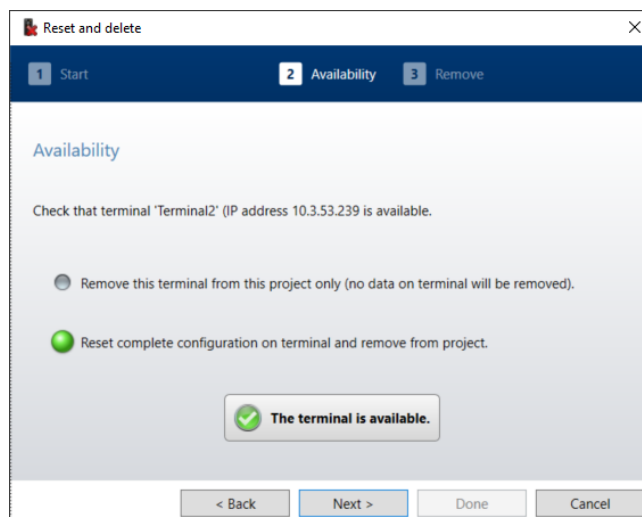 Reset and delete
1 Start 2 Availability 3 Remove
Availability
Check that terminal 'Terminal2' (IP address 10.3.53.239 is available.
Remove this terminal from this project only (no data on terminal will be removed).
Reset complete configuration on terminal and remove from project.
The terminal is available.
< Back Next > Done Cancel